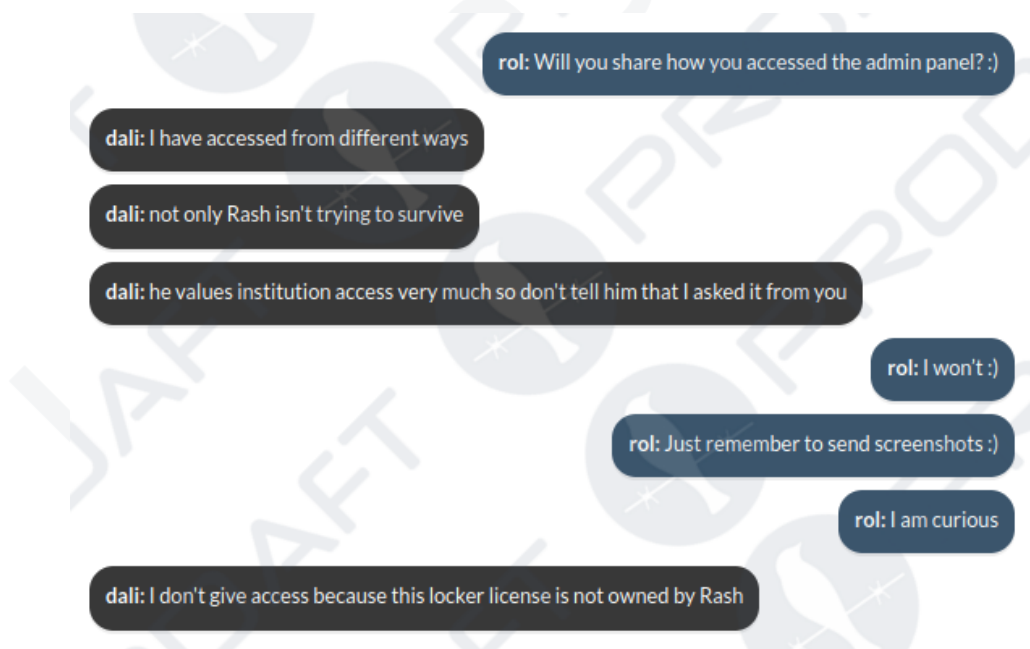 rol: Will you share how you accessed the admin panel? :)
dali: I have accessed from different ways
dali: not only Rash isn't trying to survive
dali: he values institution access very much so don't tell him that I asked it from you
rol: I won't :)
rol: Just remember to send screenshots :)
rol: I am curious
dali: I don't give access because this locker license is not owned by Rash